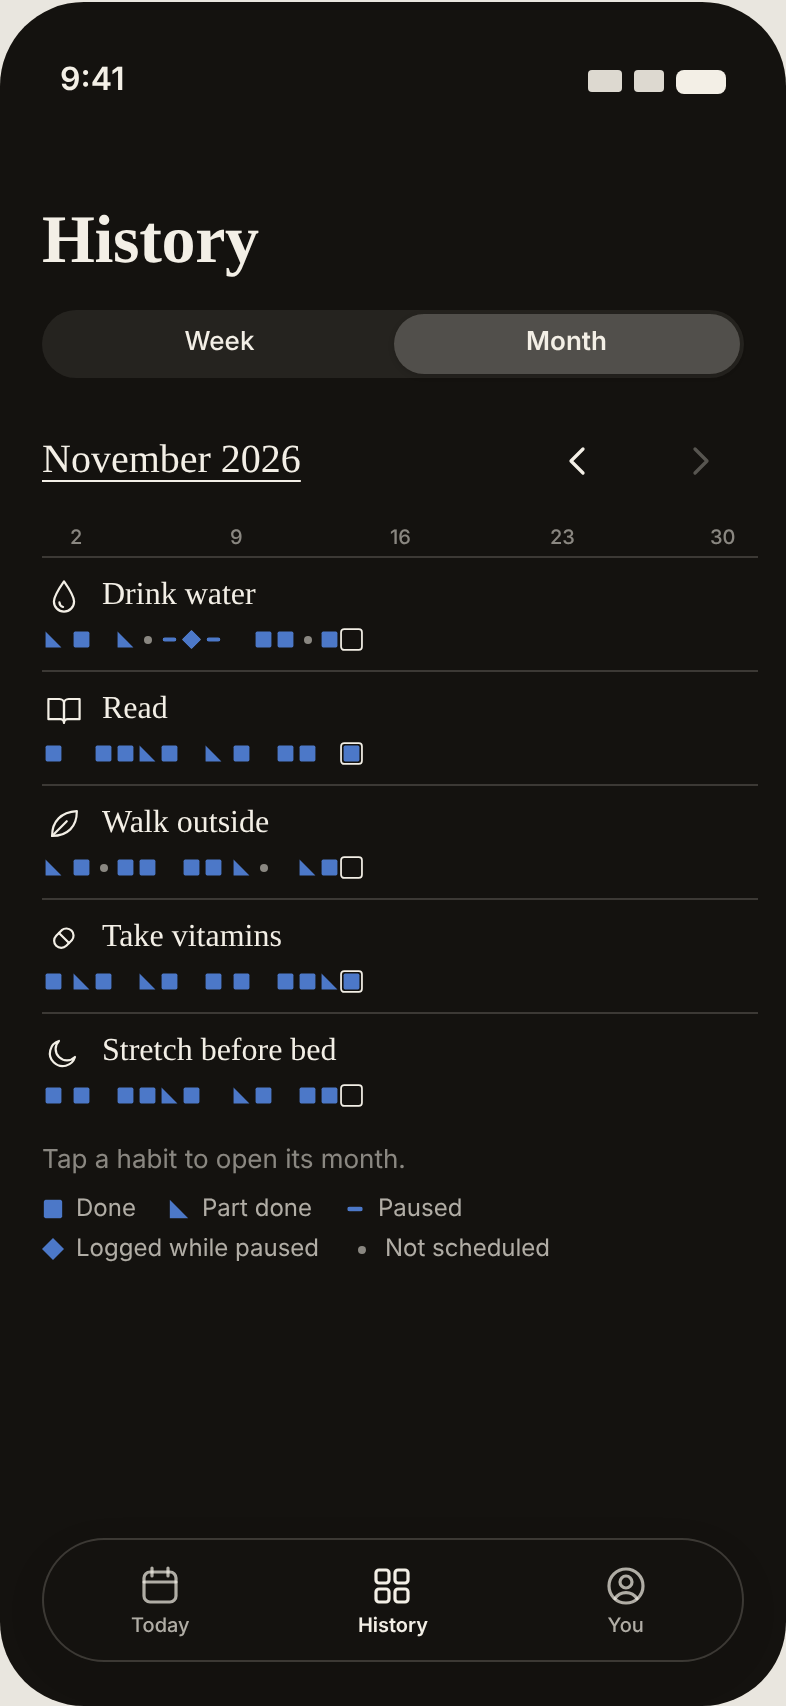 9:41
History
Week Month
November 2026
2 9 16 23 30
Drink water
Read
Walk outside
Take vitamins
Stretch before bed
Tap a habit to open its month.
Done Part done Paused
Logged while paused Not scheduled
Today History You